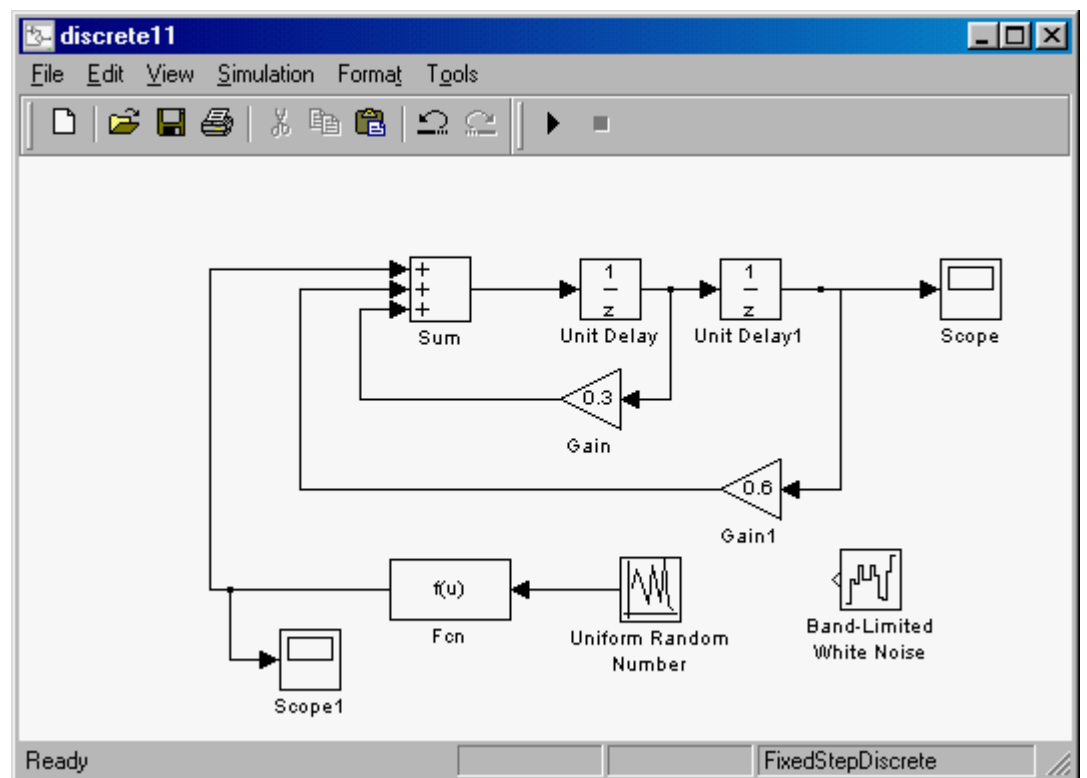 discrete11
File Edit View Simulation Format Tools
+
+
+
Sum
1
z
Unit Delay
1
z
Unit Delay1
Scope
0.3
Gain
0.6
Gain1
f(u)
Fcn
Uniform Random
Number
Band-Limited
White Noise
Scope1
Ready
FixedStepDiscrete